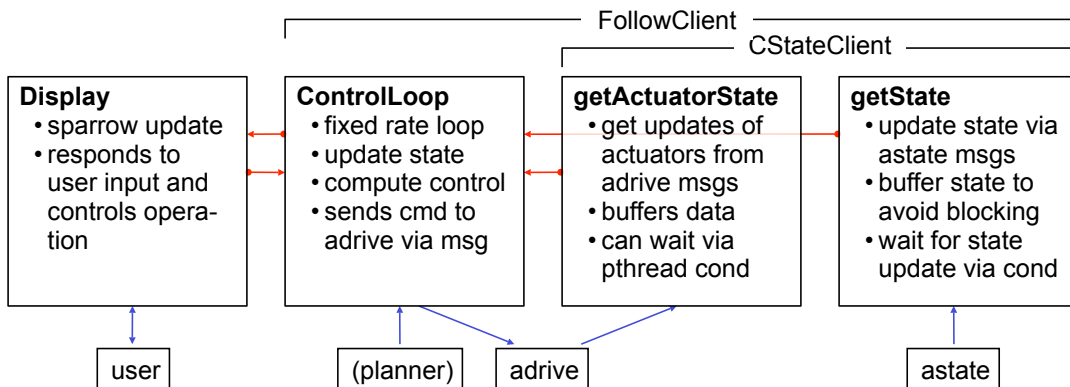 FollowClient
CStateClient
Display
• sparrow update
• responds to
user input and
controls opera-
tion
ControlLoop
• fixed rate loop
• update state
• compute control
• sends cmd to
adrive via msg
getActuatorState
• get updates of
actuators from
adrive msgs
• buffers data
• can wait via
pthread cond
getState
• update state via
astate msgs
• buffer state to
avoid blocking
• wait for state
update via cond
user
(planner)
adrive
astate